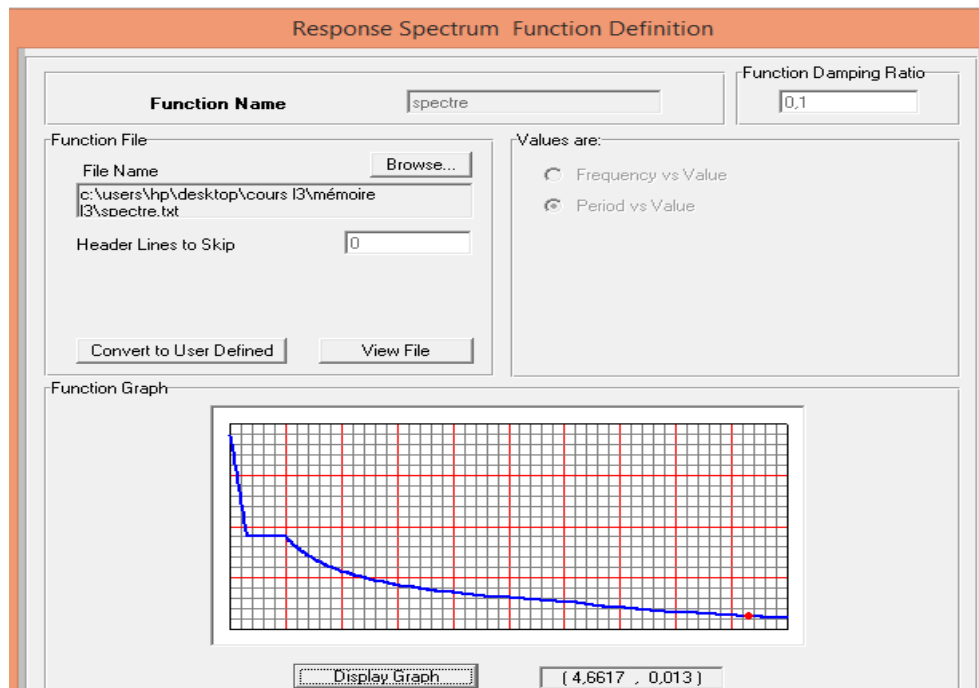 Response Spectrum Function Definition
Function Name
spectre
Function Damping Ratio
0,1
Function File
File Name
Browse...
c:\users\hp\desktop\cours l3\mémoire
l3\spectre.txt
Header Lines to Skip
0
Convert to User Defined
View File
Values are:
Frequency vs Value
Period vs Value
Function Graph
Display Graph
(4,6617 , 0,013)